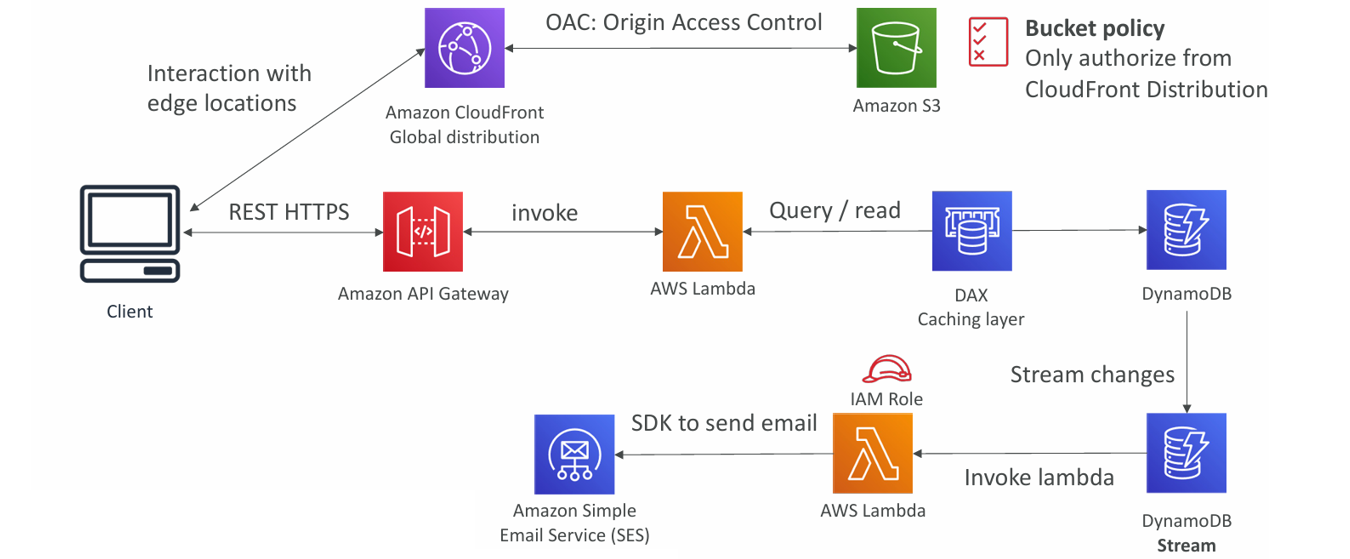 OAC: Origin Access Control
Bucket policy
Only authorize from
CloudFront Distribution
Interaction with
edge locations
Amazon CloudFront
Global distribution
Amazon S3
REST HTTPS
invoke
Query / read
Client
Amazon API Gateway
AWS Lambda
DAX
Caching layer
DynamoDB
Stream changes
IAM Role
SDK to send email
Invoke lambda
Amazon Simple
Email Service (SES)
AWS Lambda
DynamoDB
Stream